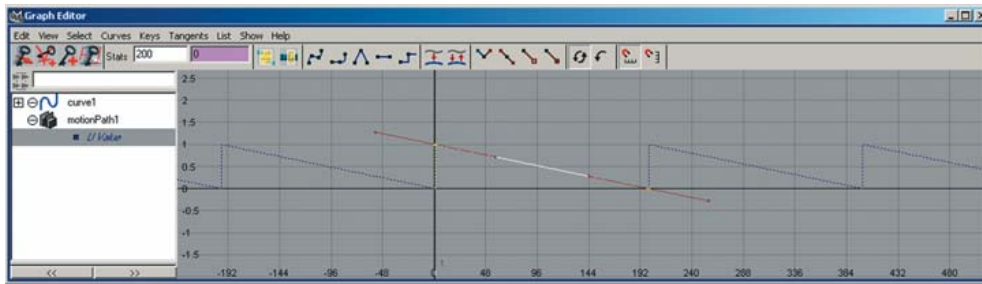 Graph Editor
Edit View Select Curves Keys Tangents List Show Help
Stats 200 0
curve1
motionPath1
U Value
2.5
2
1.5
1
0.5
0
-0.5
-1
-1.5
<< >>
-192 -144 -96 -48 0 48 96 144 192 240 288 336 384 432 480
1